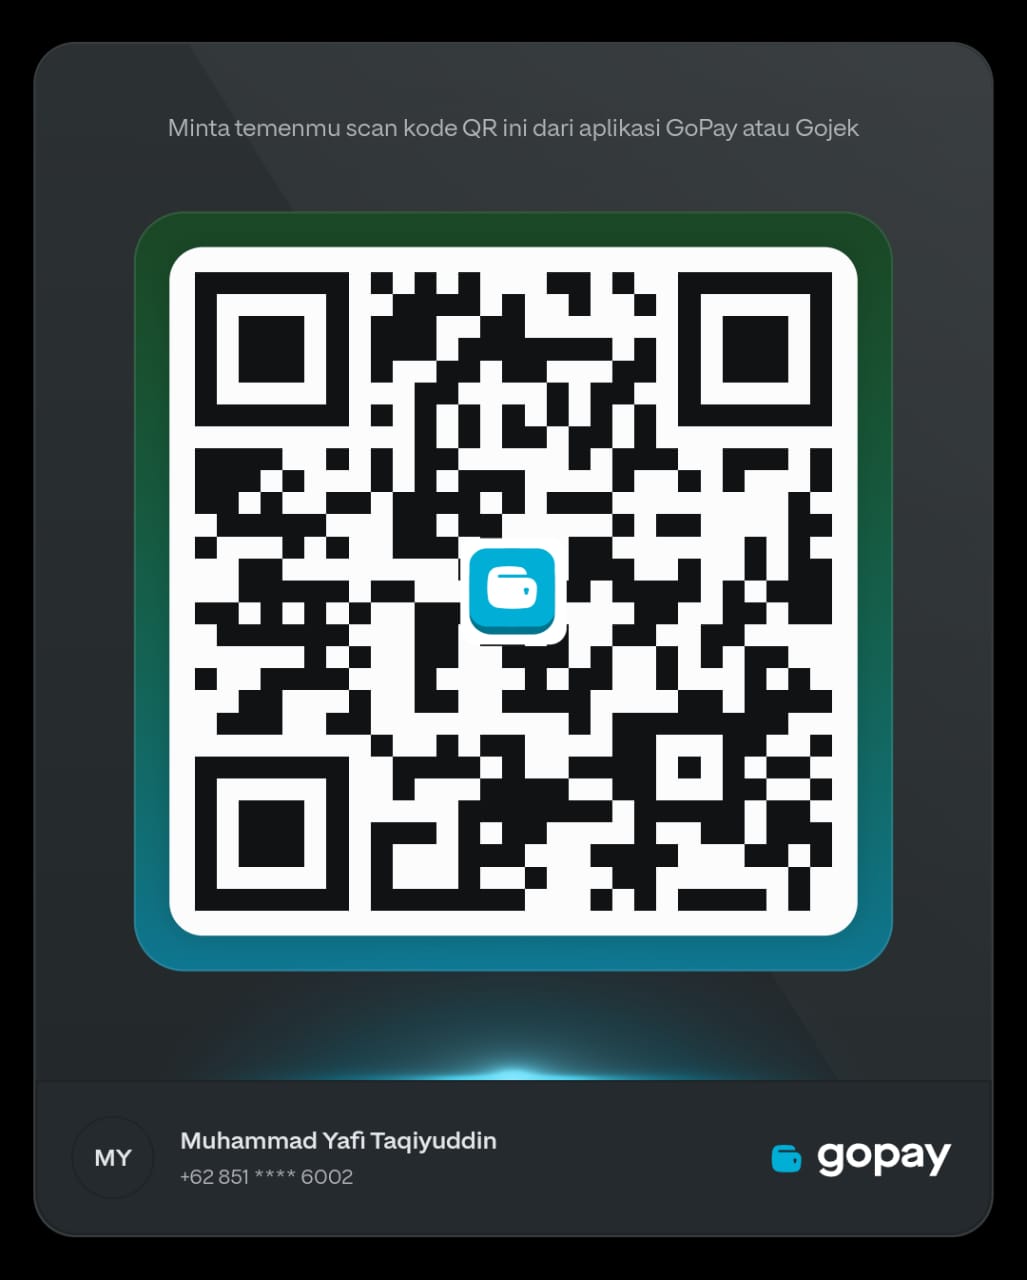 Minta temenmu scan kode QR ini dari aplikasi GoPay atau Gojek
MY
Muhammad Yafi Taqiyuddin
+62 851 **** 6002
gopay